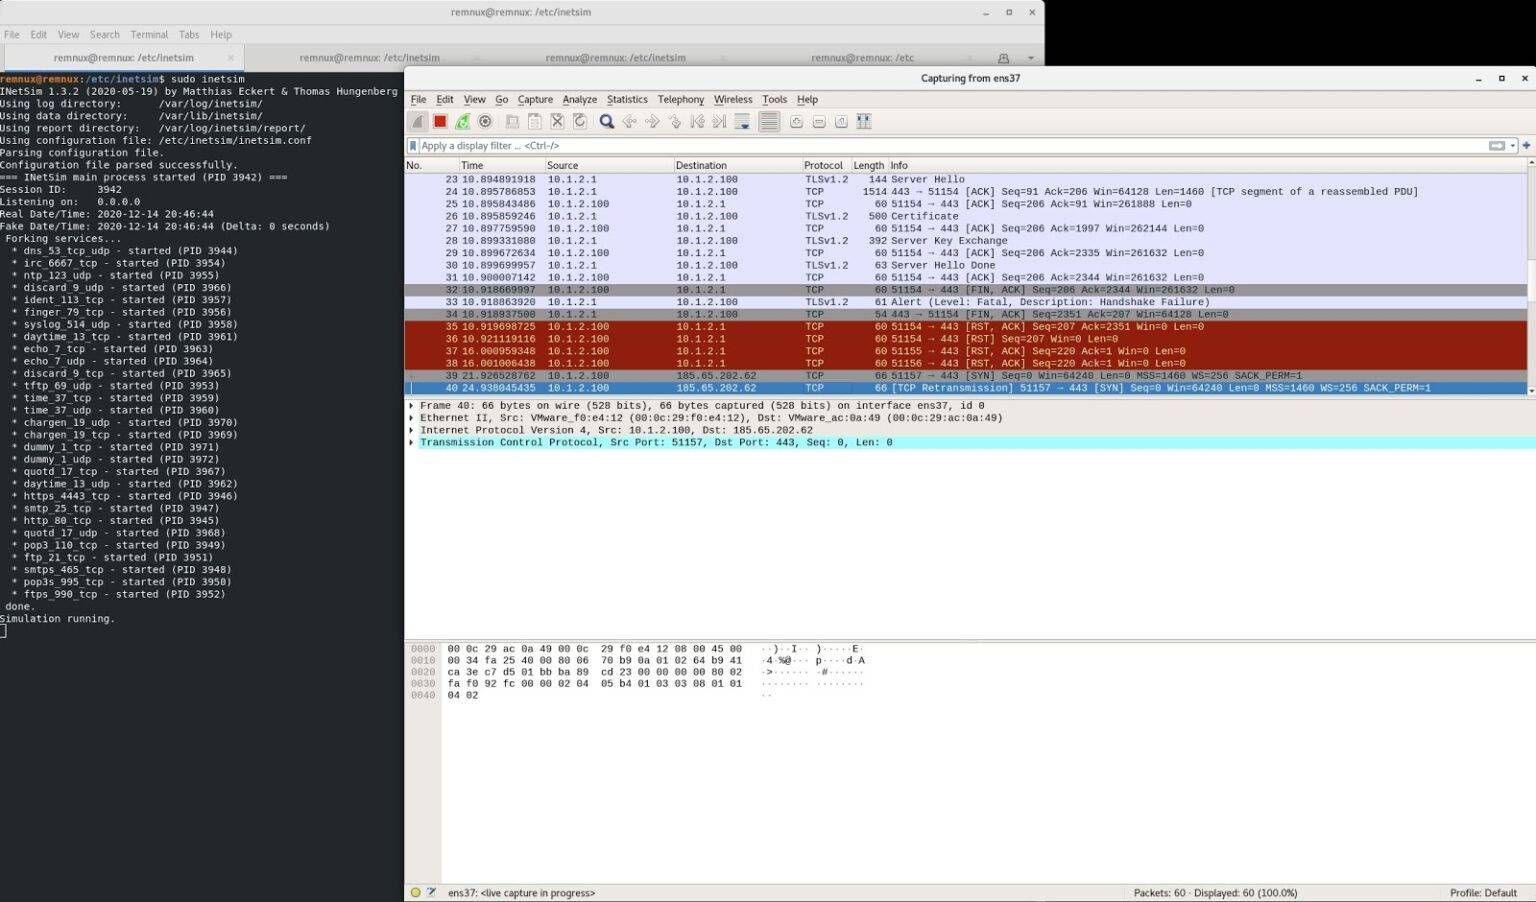 remnux@remnux: /etc/inetsim
File Edit View Search Terminal Tabs Help
remnux@remnux: /etc/inetsim × remnux@remnux: /etc/inetsim × remnux@remnux: /etc/inetsim × remnux@remnux: /etc ×
remnux@remnux:/etc/inetsim$ sudo inetsim
INetSim 1.3.2 (2020-05-19) by Matthias Eckert & Thomas Hungenberg
Using log directory: /var/log/inetsim/
Using data directory: /var/lib/inetsim/
Using report directory: /var/log/inetsim/report/
Using configuration file: /etc/inetsim/inetsim.conf
Parsing configuration file.
Configuration file parsed successfully.
=== INetSim main process started (PID 3942) ===
Session ID: 3942
Listening on: 0.0.0.0
Real Date/Time: 2020-12-14 20:46:44
Fake Date/Time: 2020-12-14 20:46:44 (Delta: 0 seconds)
Forking services...
* dns_53_tcp_udp - started (PID 3944)
* irc_6667_tcp - started (PID 3954)
* ntp_123_udp - started (PID 3955)
* discard_9_udp - started (PID 3966)
* ident_113_tcp - started (PID 3957)
* finger_79_tcp - started (PID 3956)
* syslog_514_udp - started (PID 3958)
* daytime_13_tcp - started (PID 3961)
* echo_7_tcp - started (PID 3963)
* echo_7_udp - started (PID 3964)
* discard_9_tcp - started (PID 3965)
* tftp_69_udp - started (PID 3953)
* time_37_tcp - started (PID 3959)
* time_37_udp - started (PID 3960)
* chargen_19_udp - started (PID 3970)
* chargen_19_tcp - started (PID 3969)
* dummy_1_tcp - started (PID 3971)
* dummy_1_udp - started (PID 3972)
* quotd_17_tcp - started (PID 3967)
* daytime_13_udp - started (PID 3962)
* https_4443_tcp - started (PID 3946)
* smtp_25_tcp - started (PID 3947)
* http_80_tcp - started (PID 3945)
* quotd_17_udp - started (PID 3968)
* pop3_110_tcp - started (PID 3949)
* ftp_21_tcp - started (PID 3951)
* smtps_465_tcp - started (PID 3948)
* pop3s_995_tcp - started (PID 3950)
* ftps_990_tcp - started (PID 3952)
done.
Simulation running.
Capturing from ens37
File Edit View Go Capture Analyze Statistics Telephony Wireless Tools Help
Apply a display filter ... <Ctrl-/>
No. Time Source Destination Protocol Length Info
23 10.894891918 10.1.2.1 10.1.2.100 TLSv1.2 144 Server Hello
24 10.895786853 10.1.2.1 10.1.2.100 TCP 1514 443 → 51154 [ACK] Seq=91 Ack=206 Win=64128 Len=1460 [TCP segment of a reassembled PDU]
25 10.895843486 10.1.2.100 10.1.2.1 TCP 60 51154 → 443 [ACK] Seq=206 Ack=91 Win=261888 Len=0
26 10.895859246 10.1.2.1 10.1.2.100 TLSv1.2 500 Certificate
27 10.897759590 10.1.2.100 10.1.2.1 TCP 60 51154 → 443 [ACK] Seq=206 Ack=1997 Win=262144 Len=0
28 10.899331080 10.1.2.1 10.1.2.100 TLSv1.2 392 Server Key Exchange
29 10.899672634 10.1.2.100 10.1.2.1 TCP 60 51154 → 443 [ACK] Seq=206 Ack=2335 Win=261632 Len=0
30 10.899699957 10.1.2.1 10.1.2.100 TLSv1.2 63 Server Hello Done
31 10.900007142 10.1.2.100 10.1.2.1 TCP 60 51154 → 443 [ACK] Seq=206 Ack=2344 Win=261632 Len=0
32 10.918669997 10.1.2.100 10.1.2.1 TCP 60 51154 → 443 [FIN, ACK] Seq=206 Ack=2344 Win=261632 Len=0
33 10.918863920 10.1.2.1 10.1.2.100 TLSv1.2 61 Alert (Level: Fatal, Description: Handshake Failure)
34 10.918937500 10.1.2.1 10.1.2.100 TCP 54 443 → 51154 [FIN, ACK] Seq=2351 Ack=207 Win=64128 Len=0
35 10.919698725 10.1.2.100 10.1.2.1 TCP 60 51154 → 443 [RST, ACK] Seq=207 Ack=2351 Win=0 Len=0
36 10.921119116 10.1.2.100 10.1.2.1 TCP 60 51154 → 443 [RST] Seq=207 Win=0 Len=0
37 16.000959348 10.1.2.100 10.1.2.1 TCP 60 51155 → 443 [RST, ACK] Seq=220 Ack=1 Win=0 Len=0
38 16.001006438 10.1.2.100 10.1.2.1 TCP 60 51156 → 443 [RST, ACK] Seq=220 Ack=1 Win=0 Len=0
39 21.926528762 10.1.2.100 185.65.202.62 TCP 66 51157 → 443 [SYN] Seq=0 Win=64240 Len=0 MSS=1460 WS=256 SACK_PERM=1
40 24.938045435 10.1.2.100 185.65.202.62 TCP 66 [TCP Retransmission] 51157 → 443 [SYN] Seq=0 Win=64240 Len=0 MSS=1460 WS=256 SACK_PERM=1
Frame 40: 66 bytes on wire (528 bits), 66 bytes captured (528 bits) on interface ens37, id 0
Ethernet II, Src: VMware_f0:e4:12 (00:0c:29:f0:e4:12), Dst: VMware_ac:0a:49 (00:0c:29:ac:0a:49)
Internet Protocol Version 4, Src: 10.1.2.100, Dst: 185.65.202.62
Transmission Control Protocol, Src Port: 51157, Dst Port: 443, Seq: 0, Len: 0
0000 00 0c 29 ac 0a 49 00 0c 29 f0 e4 12 08 00 45 00 ··)··I·· )·····E·
0010 00 34 fa 25 40 00 80 06 70 b9 0a 01 02 64 b9 41 ·4·%@··· p····d·A
0020 ca 3e c7 d5 01 bb ba 89 cd 23 00 00 00 00 80 02 ·>······ ·#······
0030 fa f0 92 fc 00 00 02 04 05 b4 01 03 03 08 01 01 ········ ········
0040 04 02 ··
ens37: <live capture in progress> Packets: 60 · Displayed: 60 (100.0%) Profile: Default